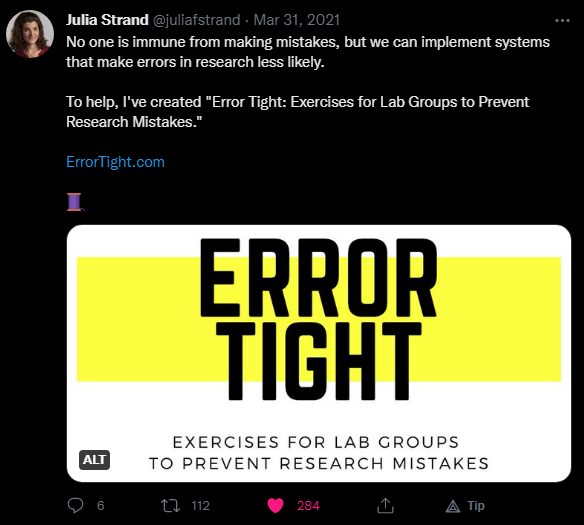 Julia Strand @juliafstrand · Mar 31, 2021
No one is immune from making mistakes, but we can implement systems
that make errors in research less likely.
To help, I've created "Error Tight: Exercises for Lab Groups to Prevent
Research Mistakes."
ErrorTight.com
ERROR
TIGHT
EXERCISES FOR LAB GROUPS
TO PREVENT RESEARCH MISTAKES
ALT
6 112 284 Tip